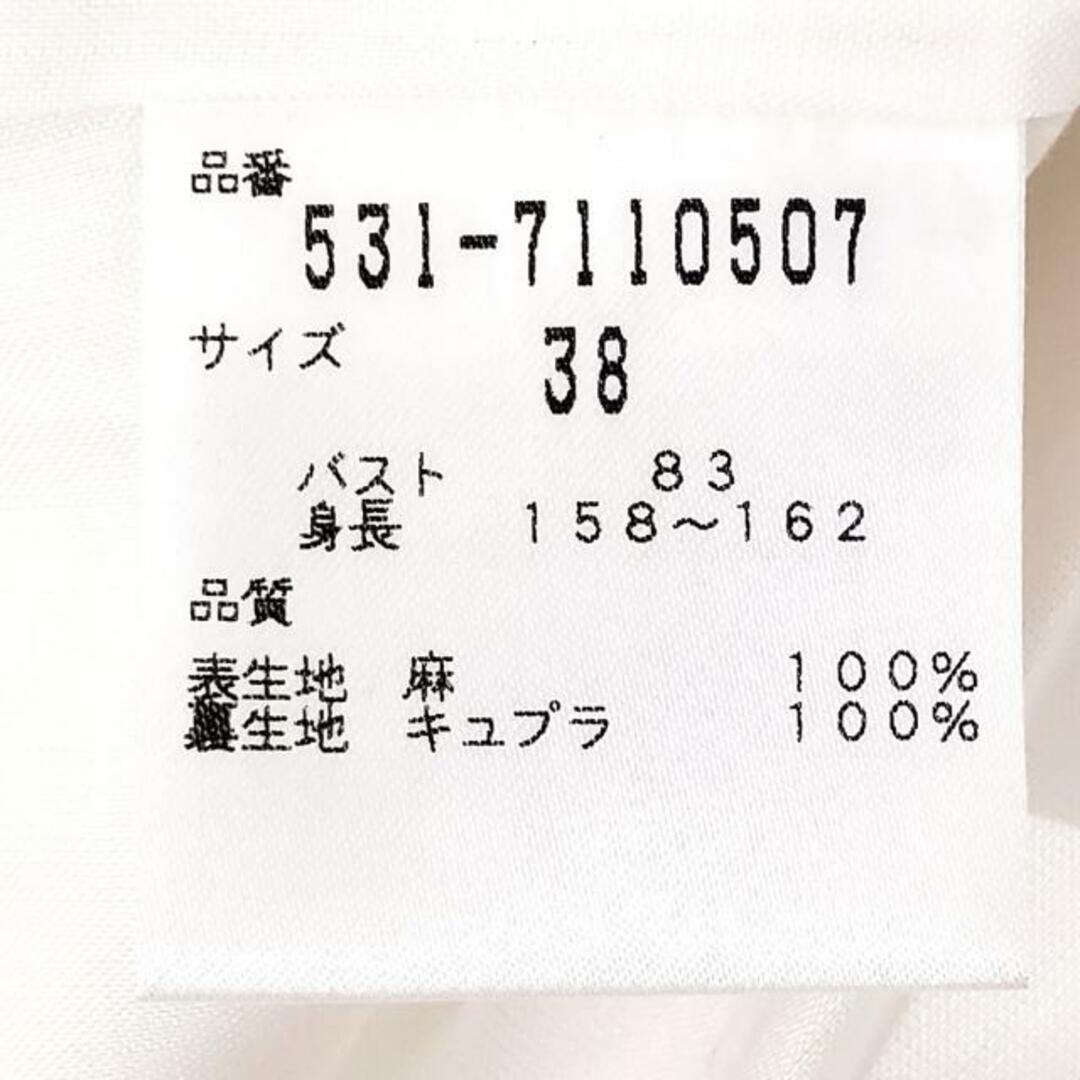 品番
531-7110507
サイズ 38
バスト 83
身長 158〜162
品質
表生地 麻 100%
裏生地 キュプラ 100%